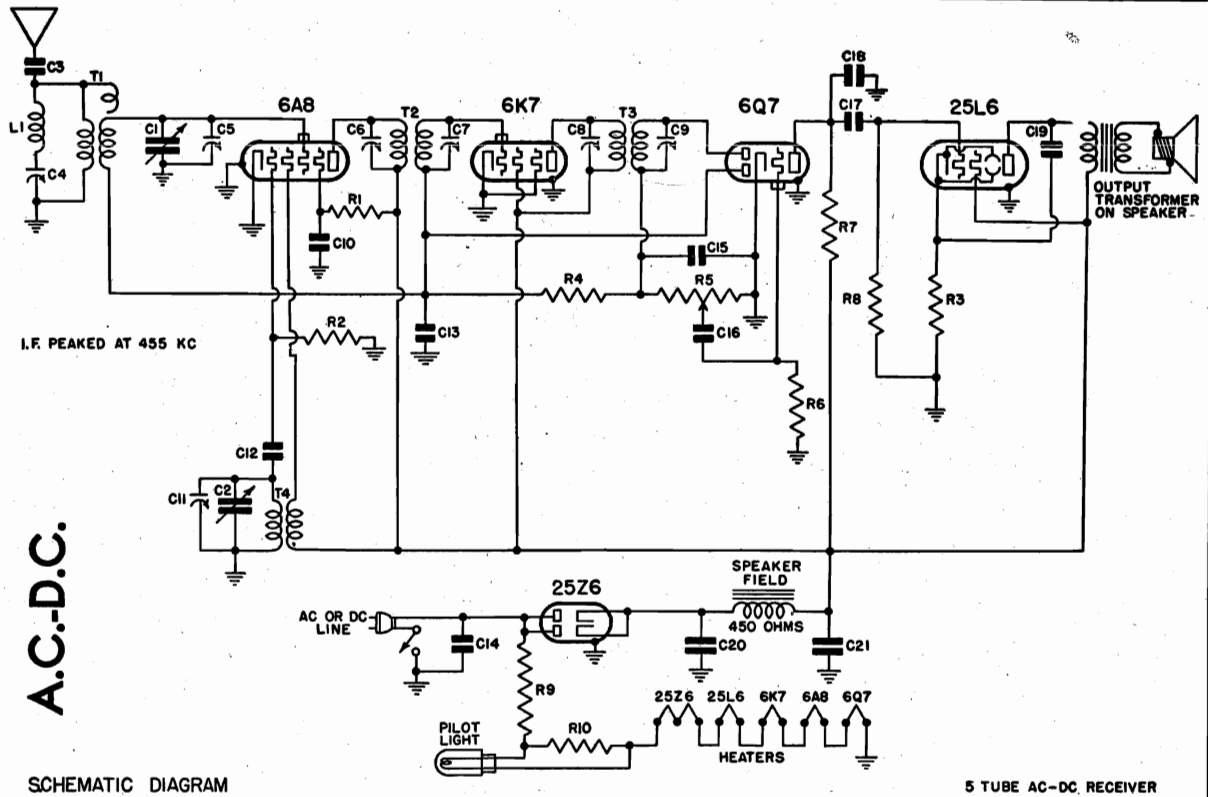 C3
T1
L1
C4
C1
C5
6A8
C6
T2
C7
6K7
C8
T3
C9
6Q7
C18
C17
25L6
C19
OUTPUT
TRANSFORMER
ON SPEAKER
R1
C10
R7
C15
R4
R5
R8
R3
I.F. PEAKED AT 455 KC
R2
C13
C16
R6
C12
C11
C2
T4
A.C.-D.C.
25Z6
SPEAKER
FIELD
450 OHMS
AC OR DC
LINE
C14
C20
C21
R9
PILOT
LIGHT
R10
25Z6 25L6 6K7 6A8 6Q7
HEATERS
SCHEMATIC DIAGRAM
5 TUBE AC-DC RECEIVER